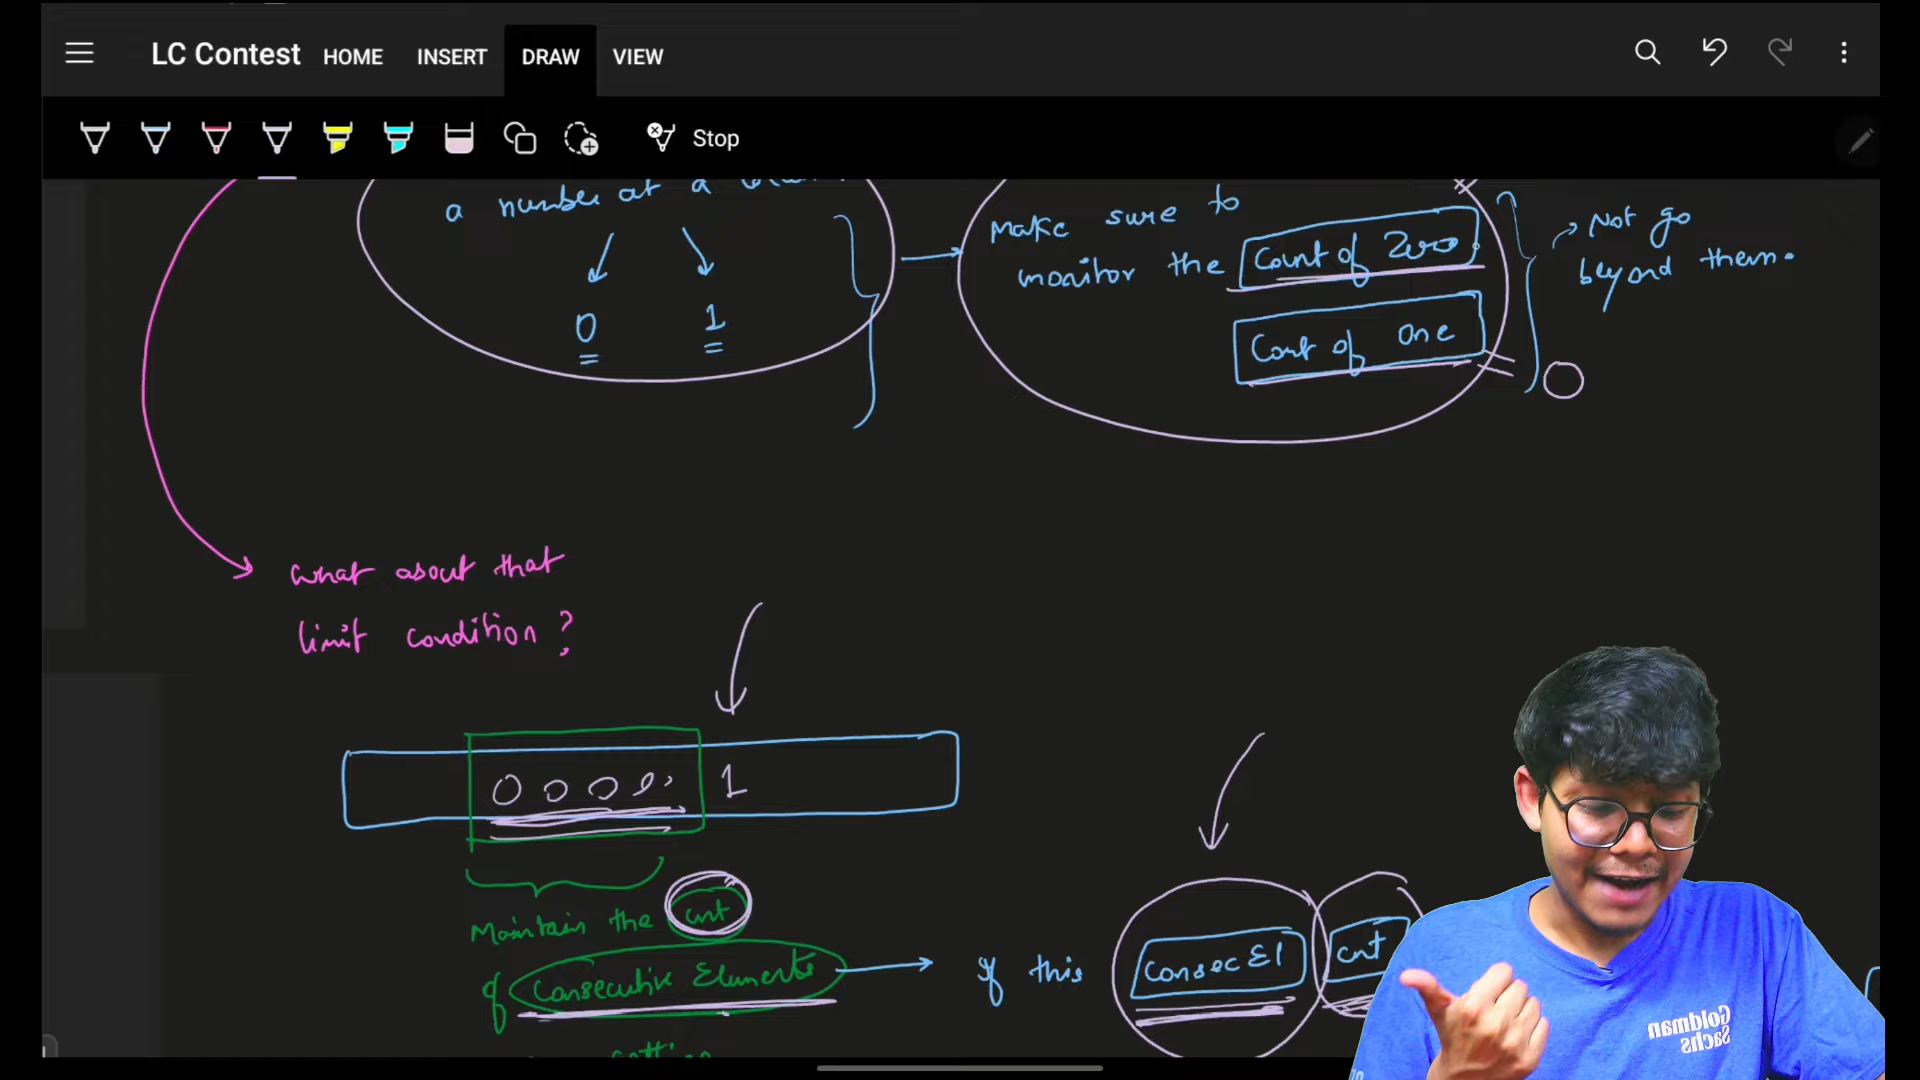 LC Contest HOME INSERT DRAW VIEW
Stop
a number at a
0 1
Make sure to
monitor the Count of Zero
Cont of One
Not go
beyond them.
O
what about that
limit condition?
0 0 0 0 1
Maintain the cnt
of Consecutive Elements
of this Consec El cnt
Goldman
Sachs